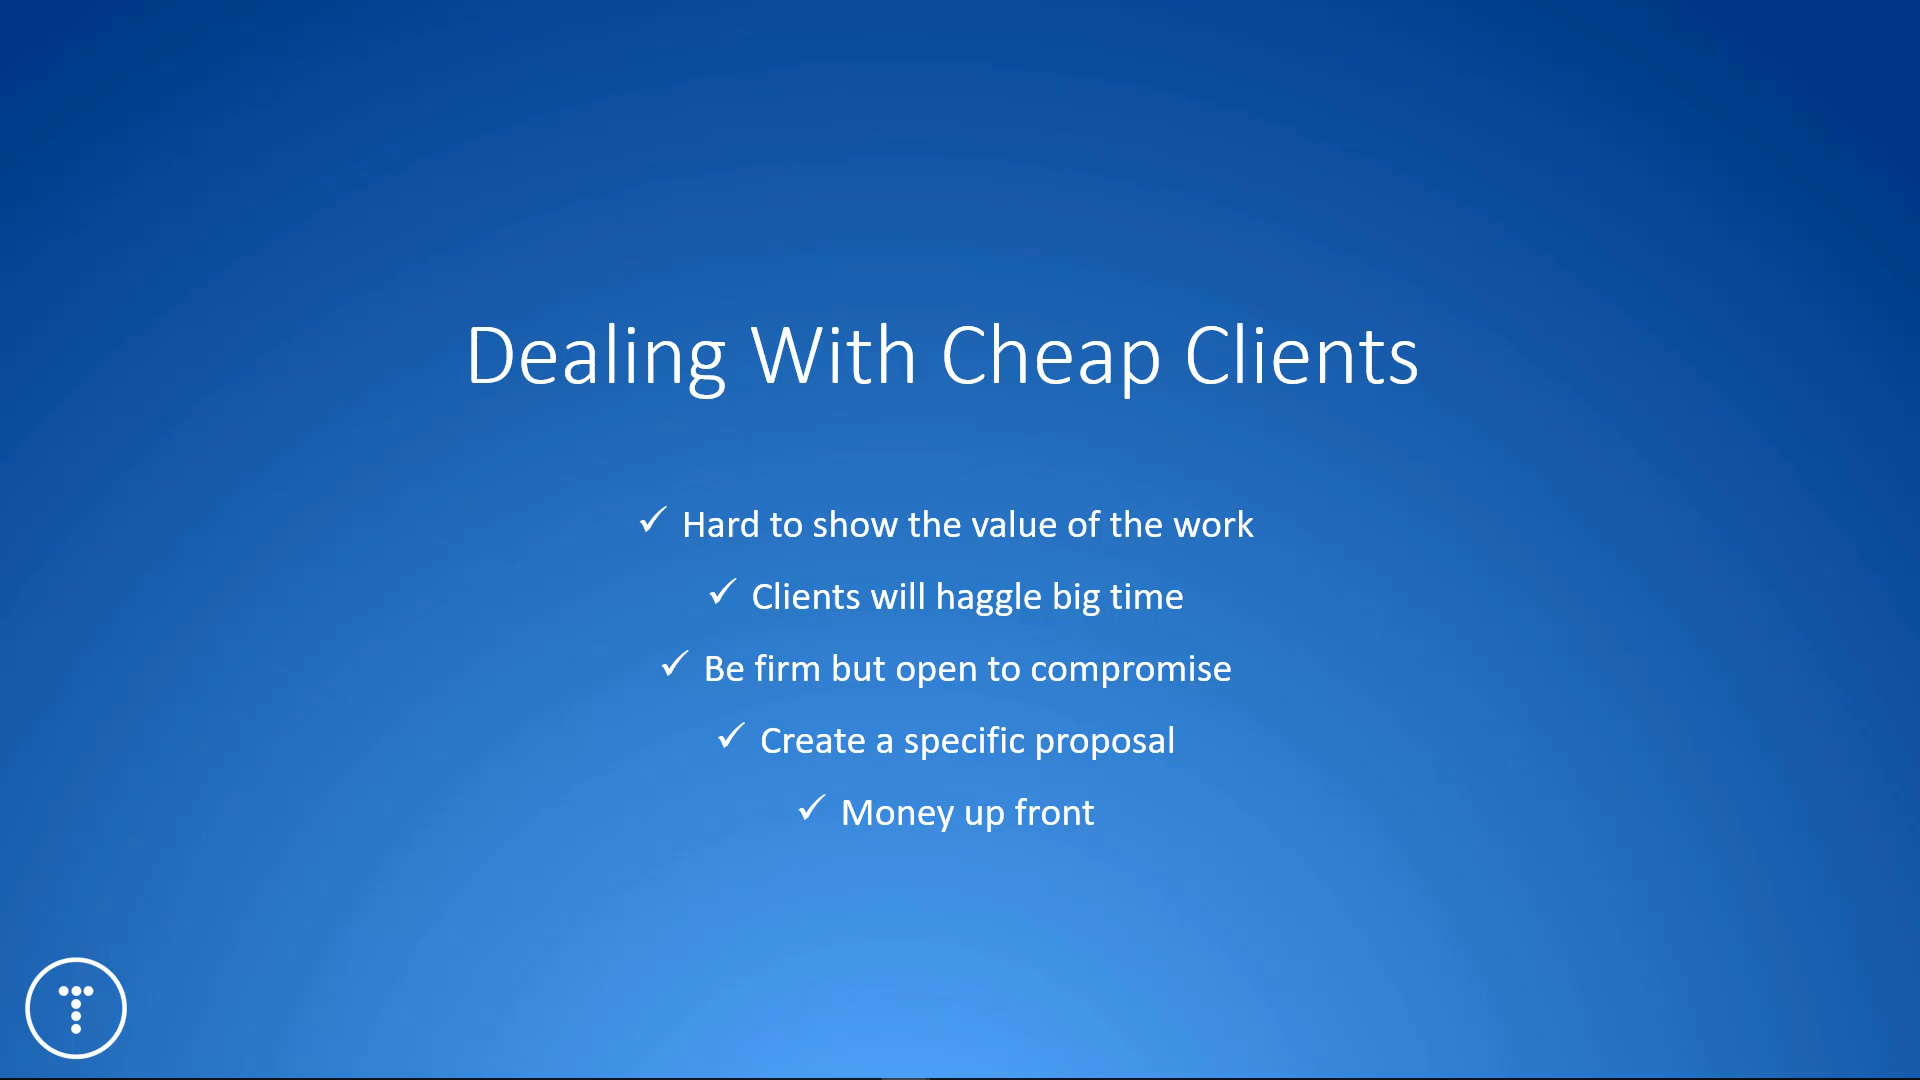 Dealing With Cheap Clients
✓ Hard to show the value of the work
✓ Clients will haggle big time
✓ Be firm but open to compromise
✓ Create a specific proposal
✓ Money up front
T